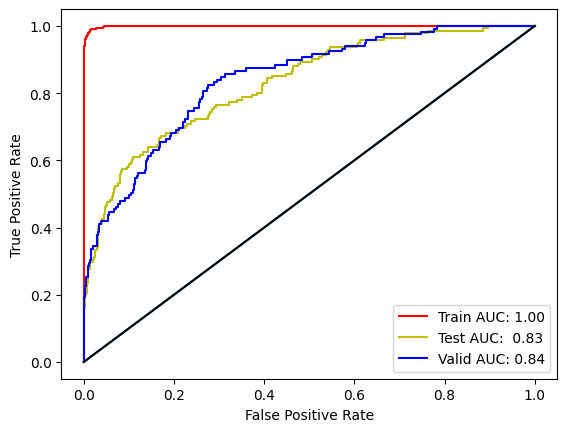 1.0
0.8
0.6
0.4
0.2
0.0
True Positive Rate
0.0 0.2 0.4 0.6 0.8 1.0
False Positive Rate
Train AUC: 1.00
Test AUC:  0.83
Valid AUC: 0.84